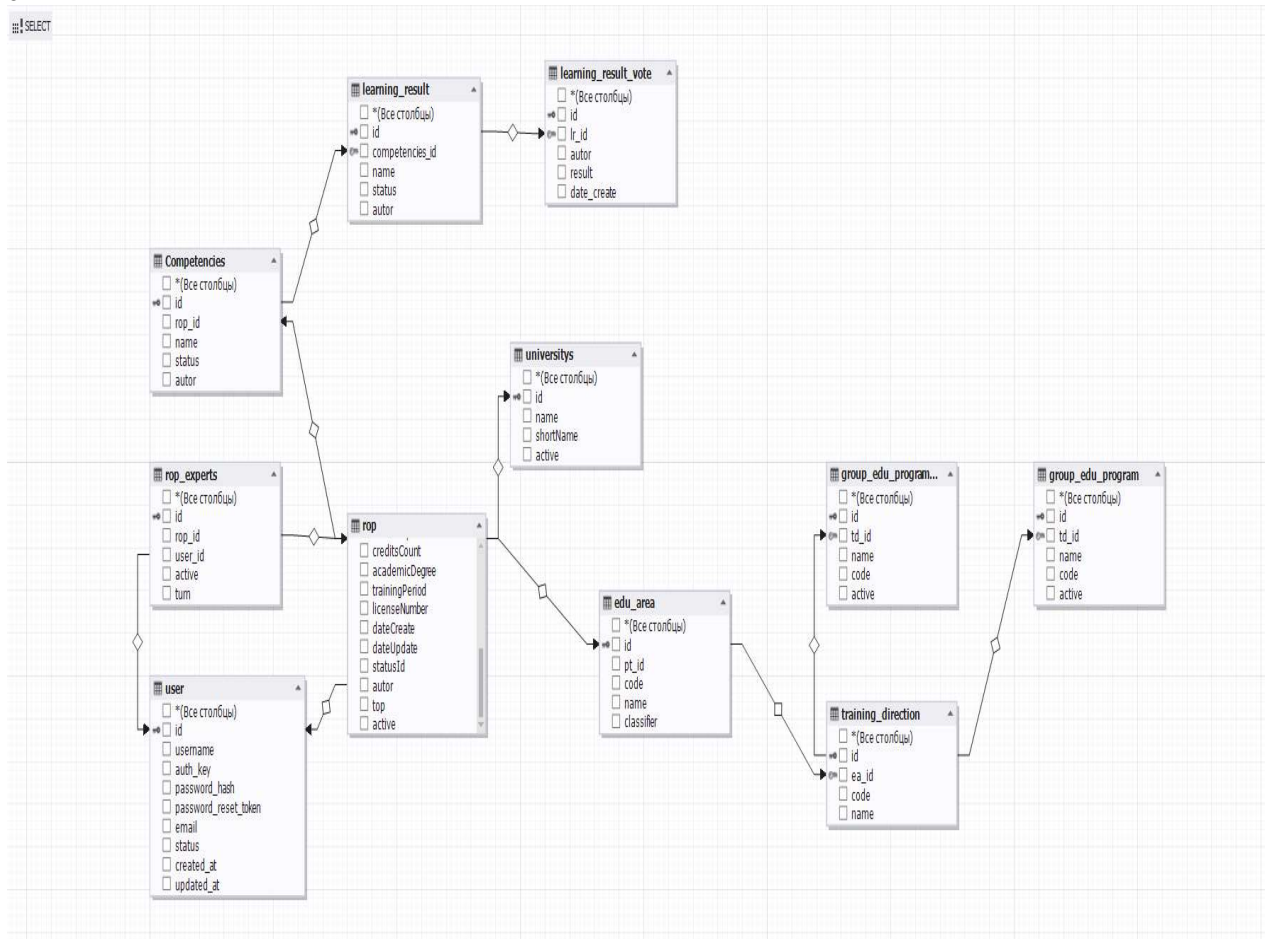 SELECT
learning_result
*(Все столбцы)
id
competencies_id
name
status
autor
learning_result_vote
*(Все столбцы)
id
lr_id
autor
result
date_create
Competencies
*(Все столбцы)
id
rop_id
name
status
autor
universitys
*(Все столбцы)
id
name
shortName
active
rop_experts
*(Все столбцы)
id
rop_id
user_id
active
turn
rop
creditsCount
academicDegree
trainingPeriod
licenseNumber
dateCreate
dateUpdate
statusId
autor
top
active
group_edu_program...
*(Все столбцы)
id
td_id
name
code
active
group_edu_program
*(Все столбцы)
id
td_id
name
code
active
edu_area
*(Все столбцы)
id
pt_id
code
name
classifier
user
*(Все столбцы)
id
username
auth_key
password_hash
password_reset_token
email
status
created_at
updated_at
training_direction
*(Все столбцы)
id
ea_id
code
name